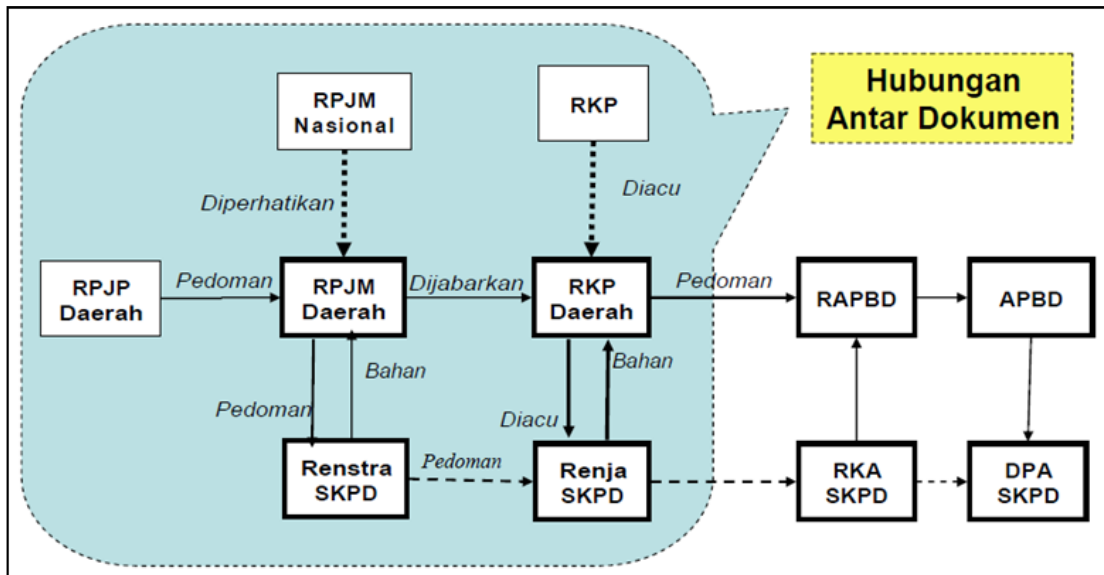 RPJM
Nasional
RKP
Hubungan
Antar Dokumen
Diperhatikan
Diacu
RPJP
Daerah
Pedoman
RPJM
Daerah
Dijabarkan
RKP
Daerah
Pedoman
RAPBD
APBD
Pedoman
Bahan
Diacu
Bahan
Renstra
SKPD
Pedoman
Renja
SKPD
RKA
SKPD
DPA
SKPD